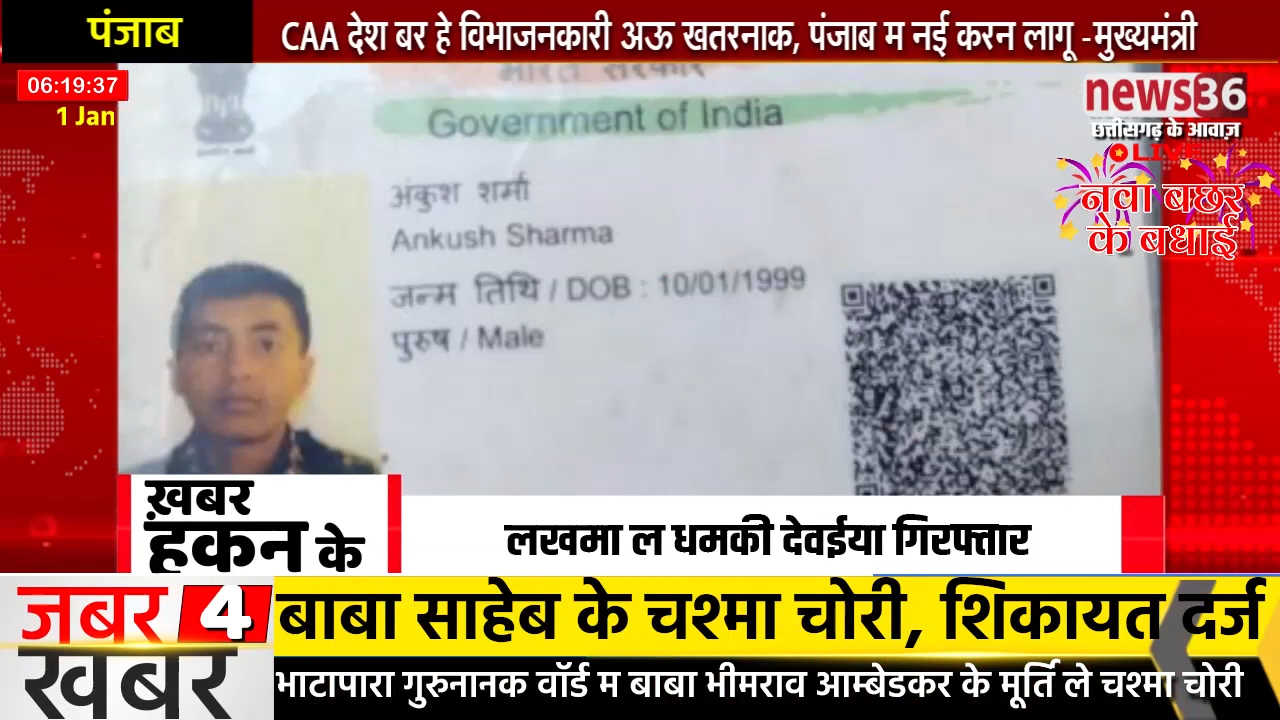 पंजाब
CAA देश बर हे विभाजनकारी अऊ खतरनाक, पंजाब म नई करन लागू -मुख्यमंत्री
06:19:37
1 Jan
news36
छत्तीसगढ़ के आवाज़
LIVE
नवा बछर
के बधाई
भारत सरकार
Government of India
अंकुश शर्मा
Ankush Sharma
जन्म तिथि / DOB : 10/01/1999
पुरुष / Male
ख़बर
हकन के
लखमा ल धमकी देवईया गिरफ्तार
जबर 4
खबर
बाबा साहेब के चश्मा चोरी, शिकायत दर्ज
भाटापारा गुरुनानक वॉर्ड म बाबा भीमराव आम्बेडकर के मूर्ति ले चश्मा चोरी